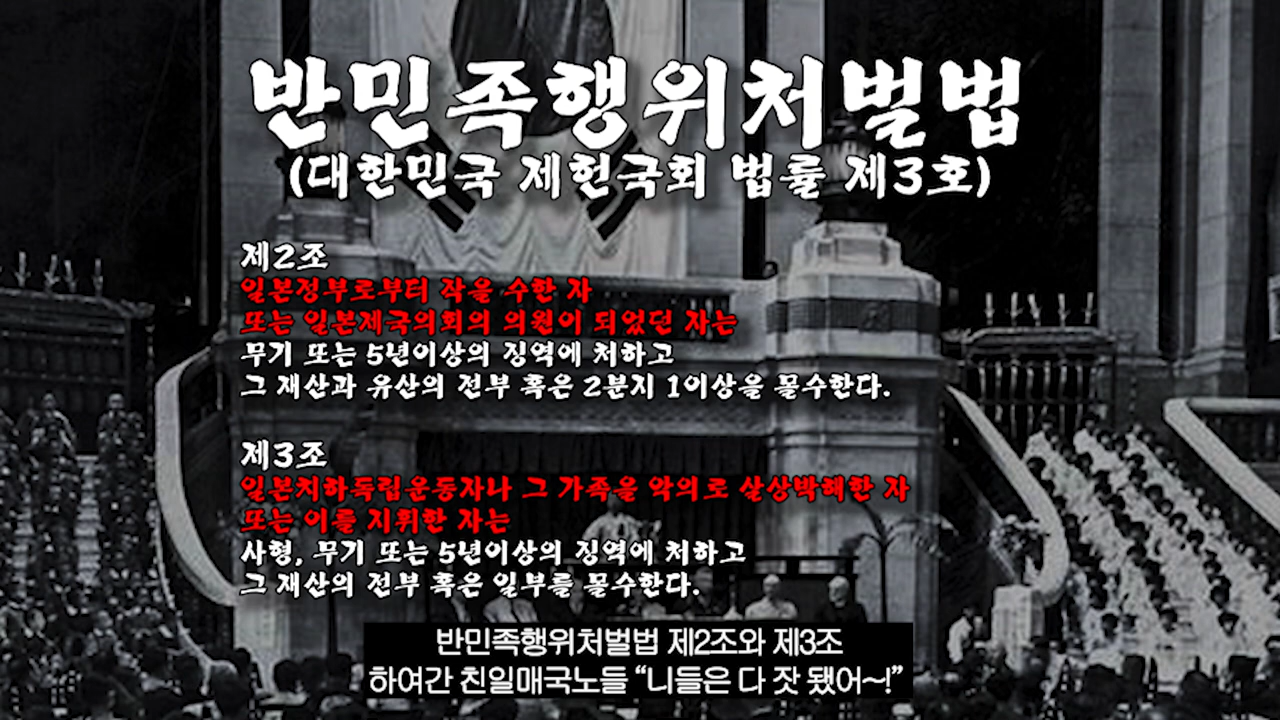 반민족행위처벌법
(대한민국 제헌국회 법률 제3호)
제2조
일본정부로부터 작을 수한 자
또는 일본제국의회의 의원이 되었던 자는
무기 또는 5년이상의 징역에 처하고
그 재산과 유산의 전부 혹은 2분지 1이상을 몰수한다.
제3조
일본치하독립운동자나 그 가족을 악의로 살상박해한 자
또는 이를 지휘한 자는
사형, 무기 또는 5년이상의 징역에 처하고
그 재산의 전부 혹은 일부를 몰수한다.
반민족행위처벌법 제2조와 제3조
하여간 친일매국노들 “니들은 다 잣 됐어~!”